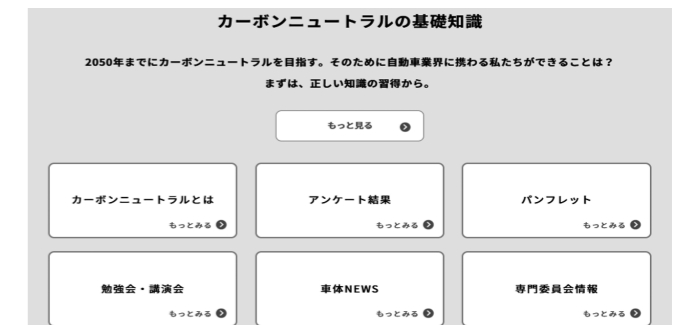 カーボンニュートラルの基礎知識
2050年までにカーボンニュートラルを目指す。そのために自動車業界に携わる私たちができることは？
まずは、正しい知識の習得から。
もっと見る
カーボンニュートラルとは
もっとみる
アンケート結果
もっとみる
パンフレット
もっとみる
勉強会・講演会
もっとみる
車体NEWS
もっとみる
専門委員会情報
もっとみる